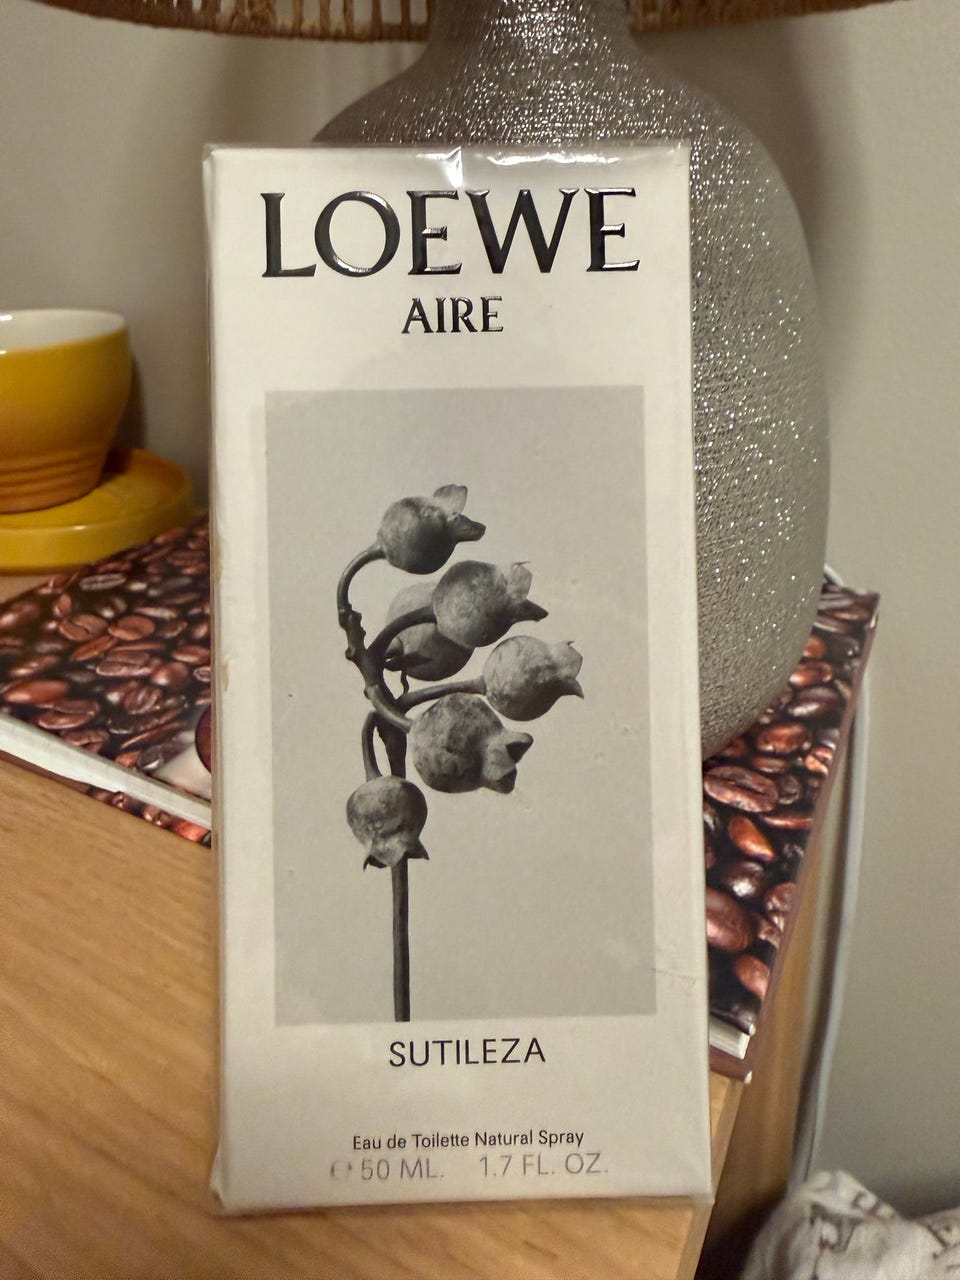 LOEWE
AIRE
SUTILEZA
Eau de Toilette Natural Spray
℮ 50 ML. 1.7 FL. OZ.